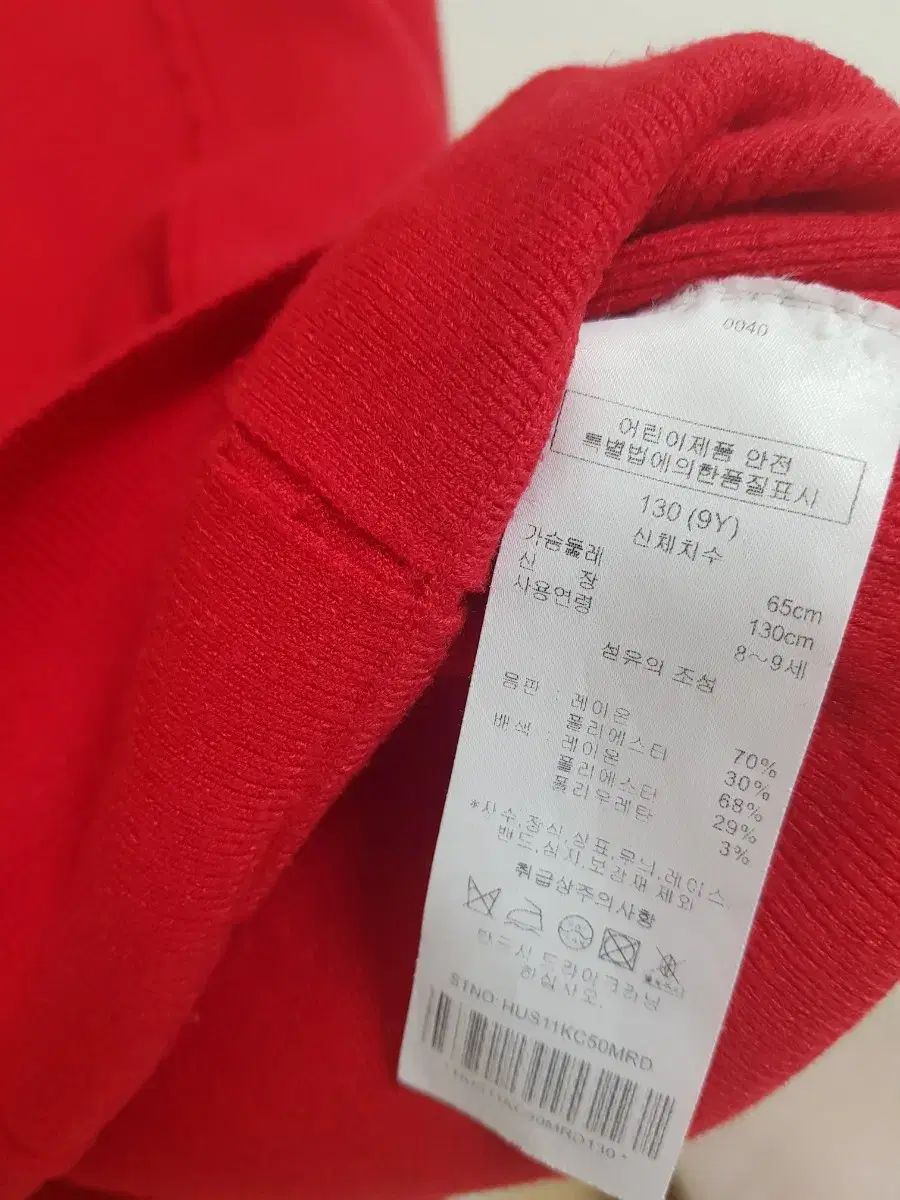 0040
어린이제품 안전
특별법에의한품질표시
130 (9Y)
신체치수
가슴둘레 65cm
신 장 130cm
사용연령 8~9세
섬유의 조성
몸판 : 레이온 70%
폴리에스터 30%
배색 : 레이온 68%
폴리에스탄 29%
폴리우레탄 3%
*사수,장식,상표,무늬,레이스
밴드,심지,보강재 제외
취급상주의사항
반드시 드라이크리닝
하십시오.
STNO:HUS11KC50MRD